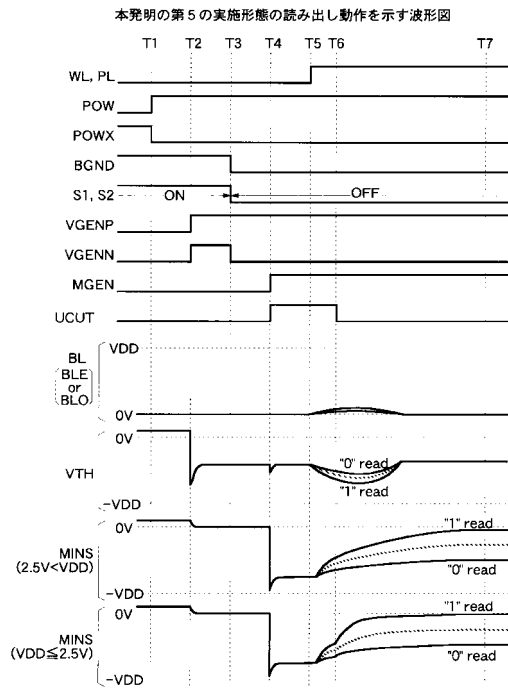 本発明の第5の実施形態の読み出し動作を示す波形図
T1 T2 T3 T4 T5 T6 T7
WL, PL
POW
POWX
BGND
S1, S2 ON OFF
VGENP
VGENN
MGEN
UCUT
BL
BLE
or
BLO
VDD
0V
VTH
0V
"0" read
"1" read
-VDD
MINS
(2.5V<VDD)
0V
"1" read
"0" read
-VDD
MINS
(VDD≦2.5V)
0V
"1" read
"0" read
-VDD